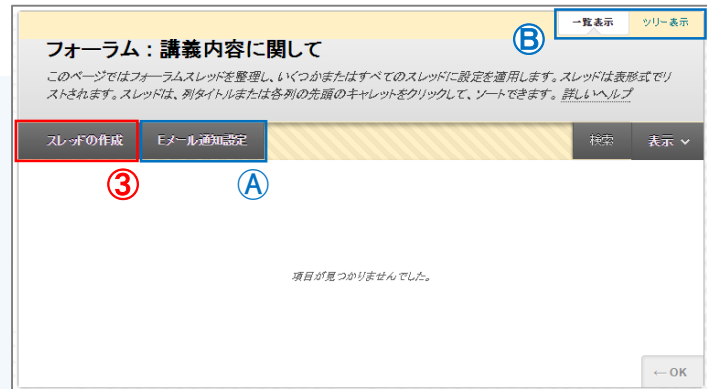 一覧表示 ツリー表示
Ⓑ
フォーラム：講義内容に関して
このページではフォーラムスレッドを整理し、いくつかまたはすべてのスレッドに設定を適用します。スレッドは表形式でリ
ストされます。スレッドは、列タイトルまたは各列の先頭のキャレットをクリックして、ソートできます。詳しいヘルプ
スレッドの作成 Eメール通知設定 検索 表示
③ Ⓐ
項目が見つかりませんでした。
← OK